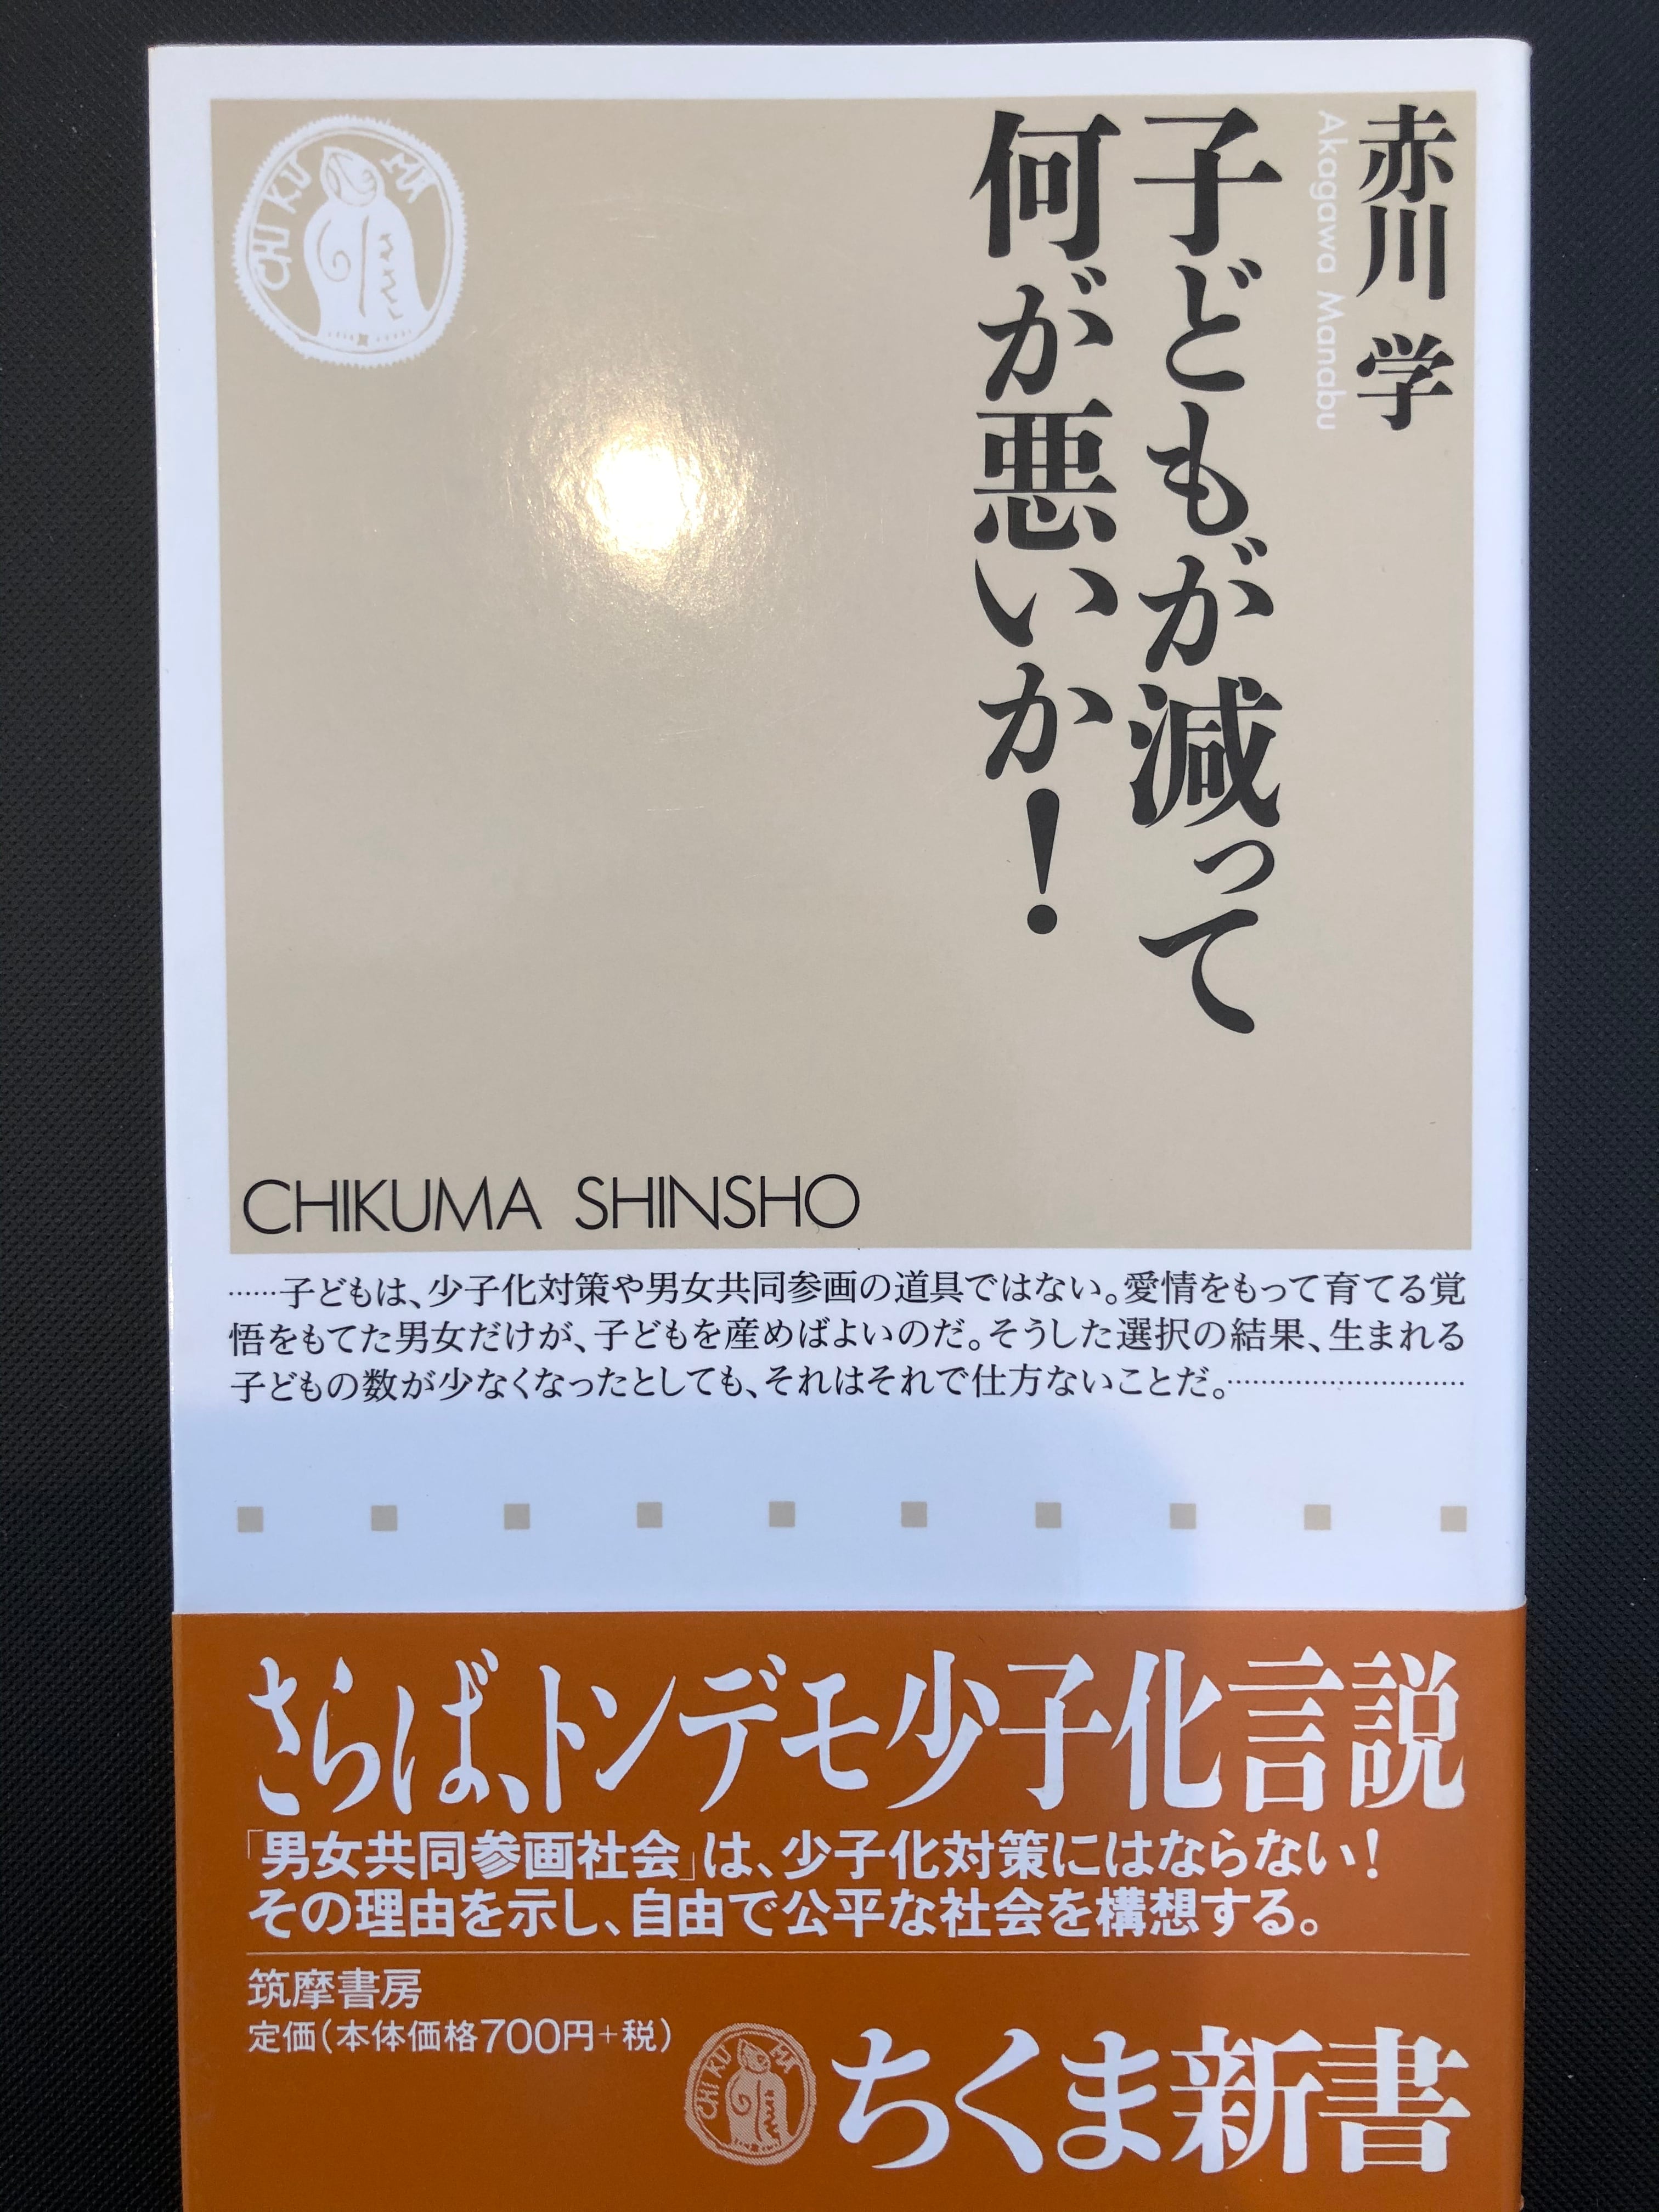 赤川 学
Akagawa Manabu
子どもが減って
何が悪いか!
CHIKUMA
CHIKUMA SHINSHO
……子どもは、少子化対策や男女共同参画の道具ではない。愛情をもって育てる覚
悟をもてた男女だけが、子どもを産めばよいのだ。そうした選択の結果、生まれる
子どもの数が少なくなったとしても、それはそれで仕方ないことだ。…………………………
さらば、トンデモ少子化言説
「男女共同参画社会」は、少子化対策にはならない!
その理由を示し、自由で公平な社会を構想する。
筑摩書房
定価(本体価格700円+税)
CHIKUMA
ちくま新書